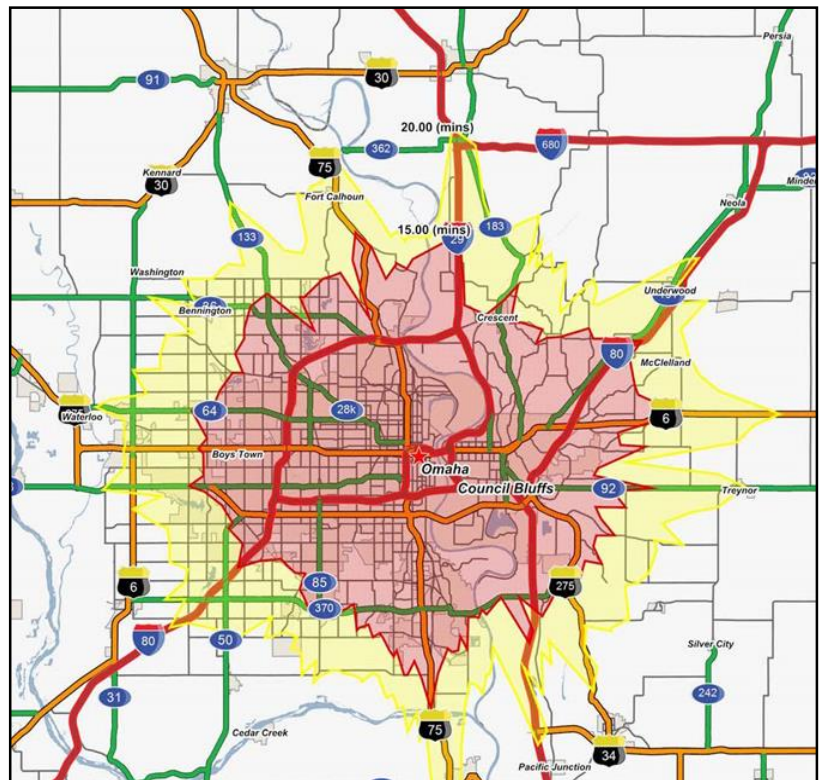 Persia
91
30
20.00 (mins)
362
680
75
Kennard
30
Minden
Fort Calhoun
Neola
15.00 (mins)
183
133
29
Washington
Underwood
Bennington
Crescent
80
McClelland
64
28k
6
Waterloo
Boys Town
Omaha
Council Bluffs
92
Treynor
6
85
275
370
80
50
Silver City
31
242
75
Cedar Creek
34
Pacific Junction